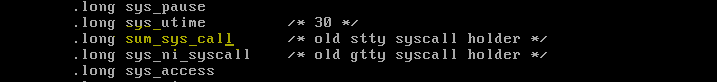 .long sys_pause
.long sys_utime /* 30 */
.long sum_sys_call /* old stty syscall holder */
.long sys_ni_syscall /* old gtty syscall holder */
.long sys_access